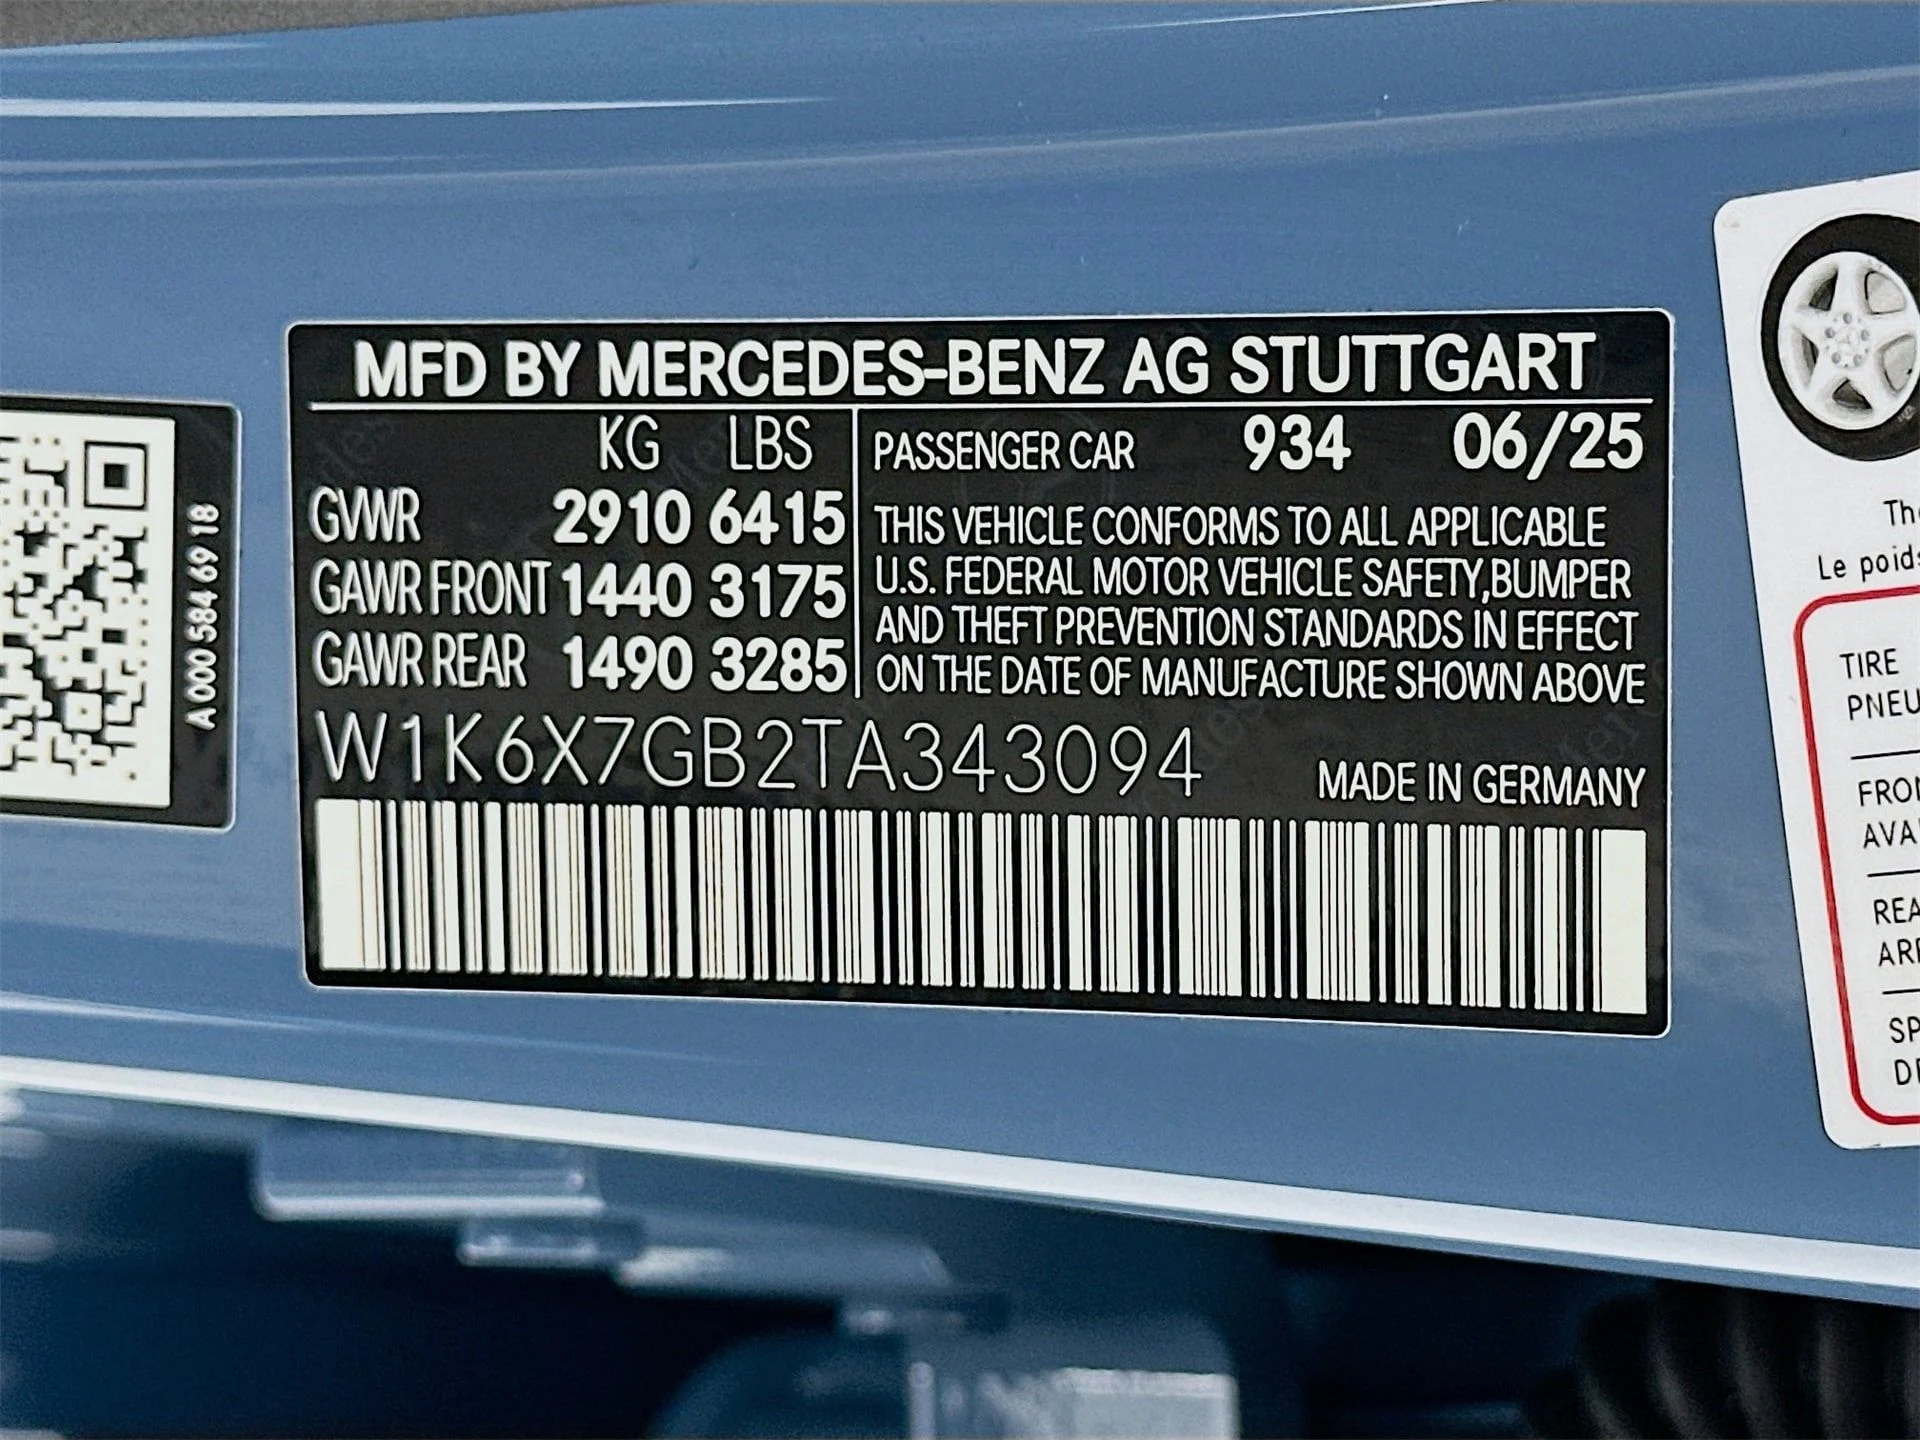 MFD BY MERCEDES-BENZ AG STUTTGART
KG LBS
GVWR 2910 6415
GAWR FRONT 1440 3175
GAWR REAR 1490 3285
PASSENGER CAR 934 06/25
THIS VEHICLE CONFORMS TO ALL APPLICABLE
U.S. FEDERAL MOTOR VEHICLE SAFETY,BUMPER
AND THEFT PREVENTION STANDARDS IN EFFECT
ON THE DATE OF MANUFACTURE SHOWN ABOVE
W1K6X7GB2TA343094
MADE IN GERMANY
A 000 584 69 18
Le poids
TIRE